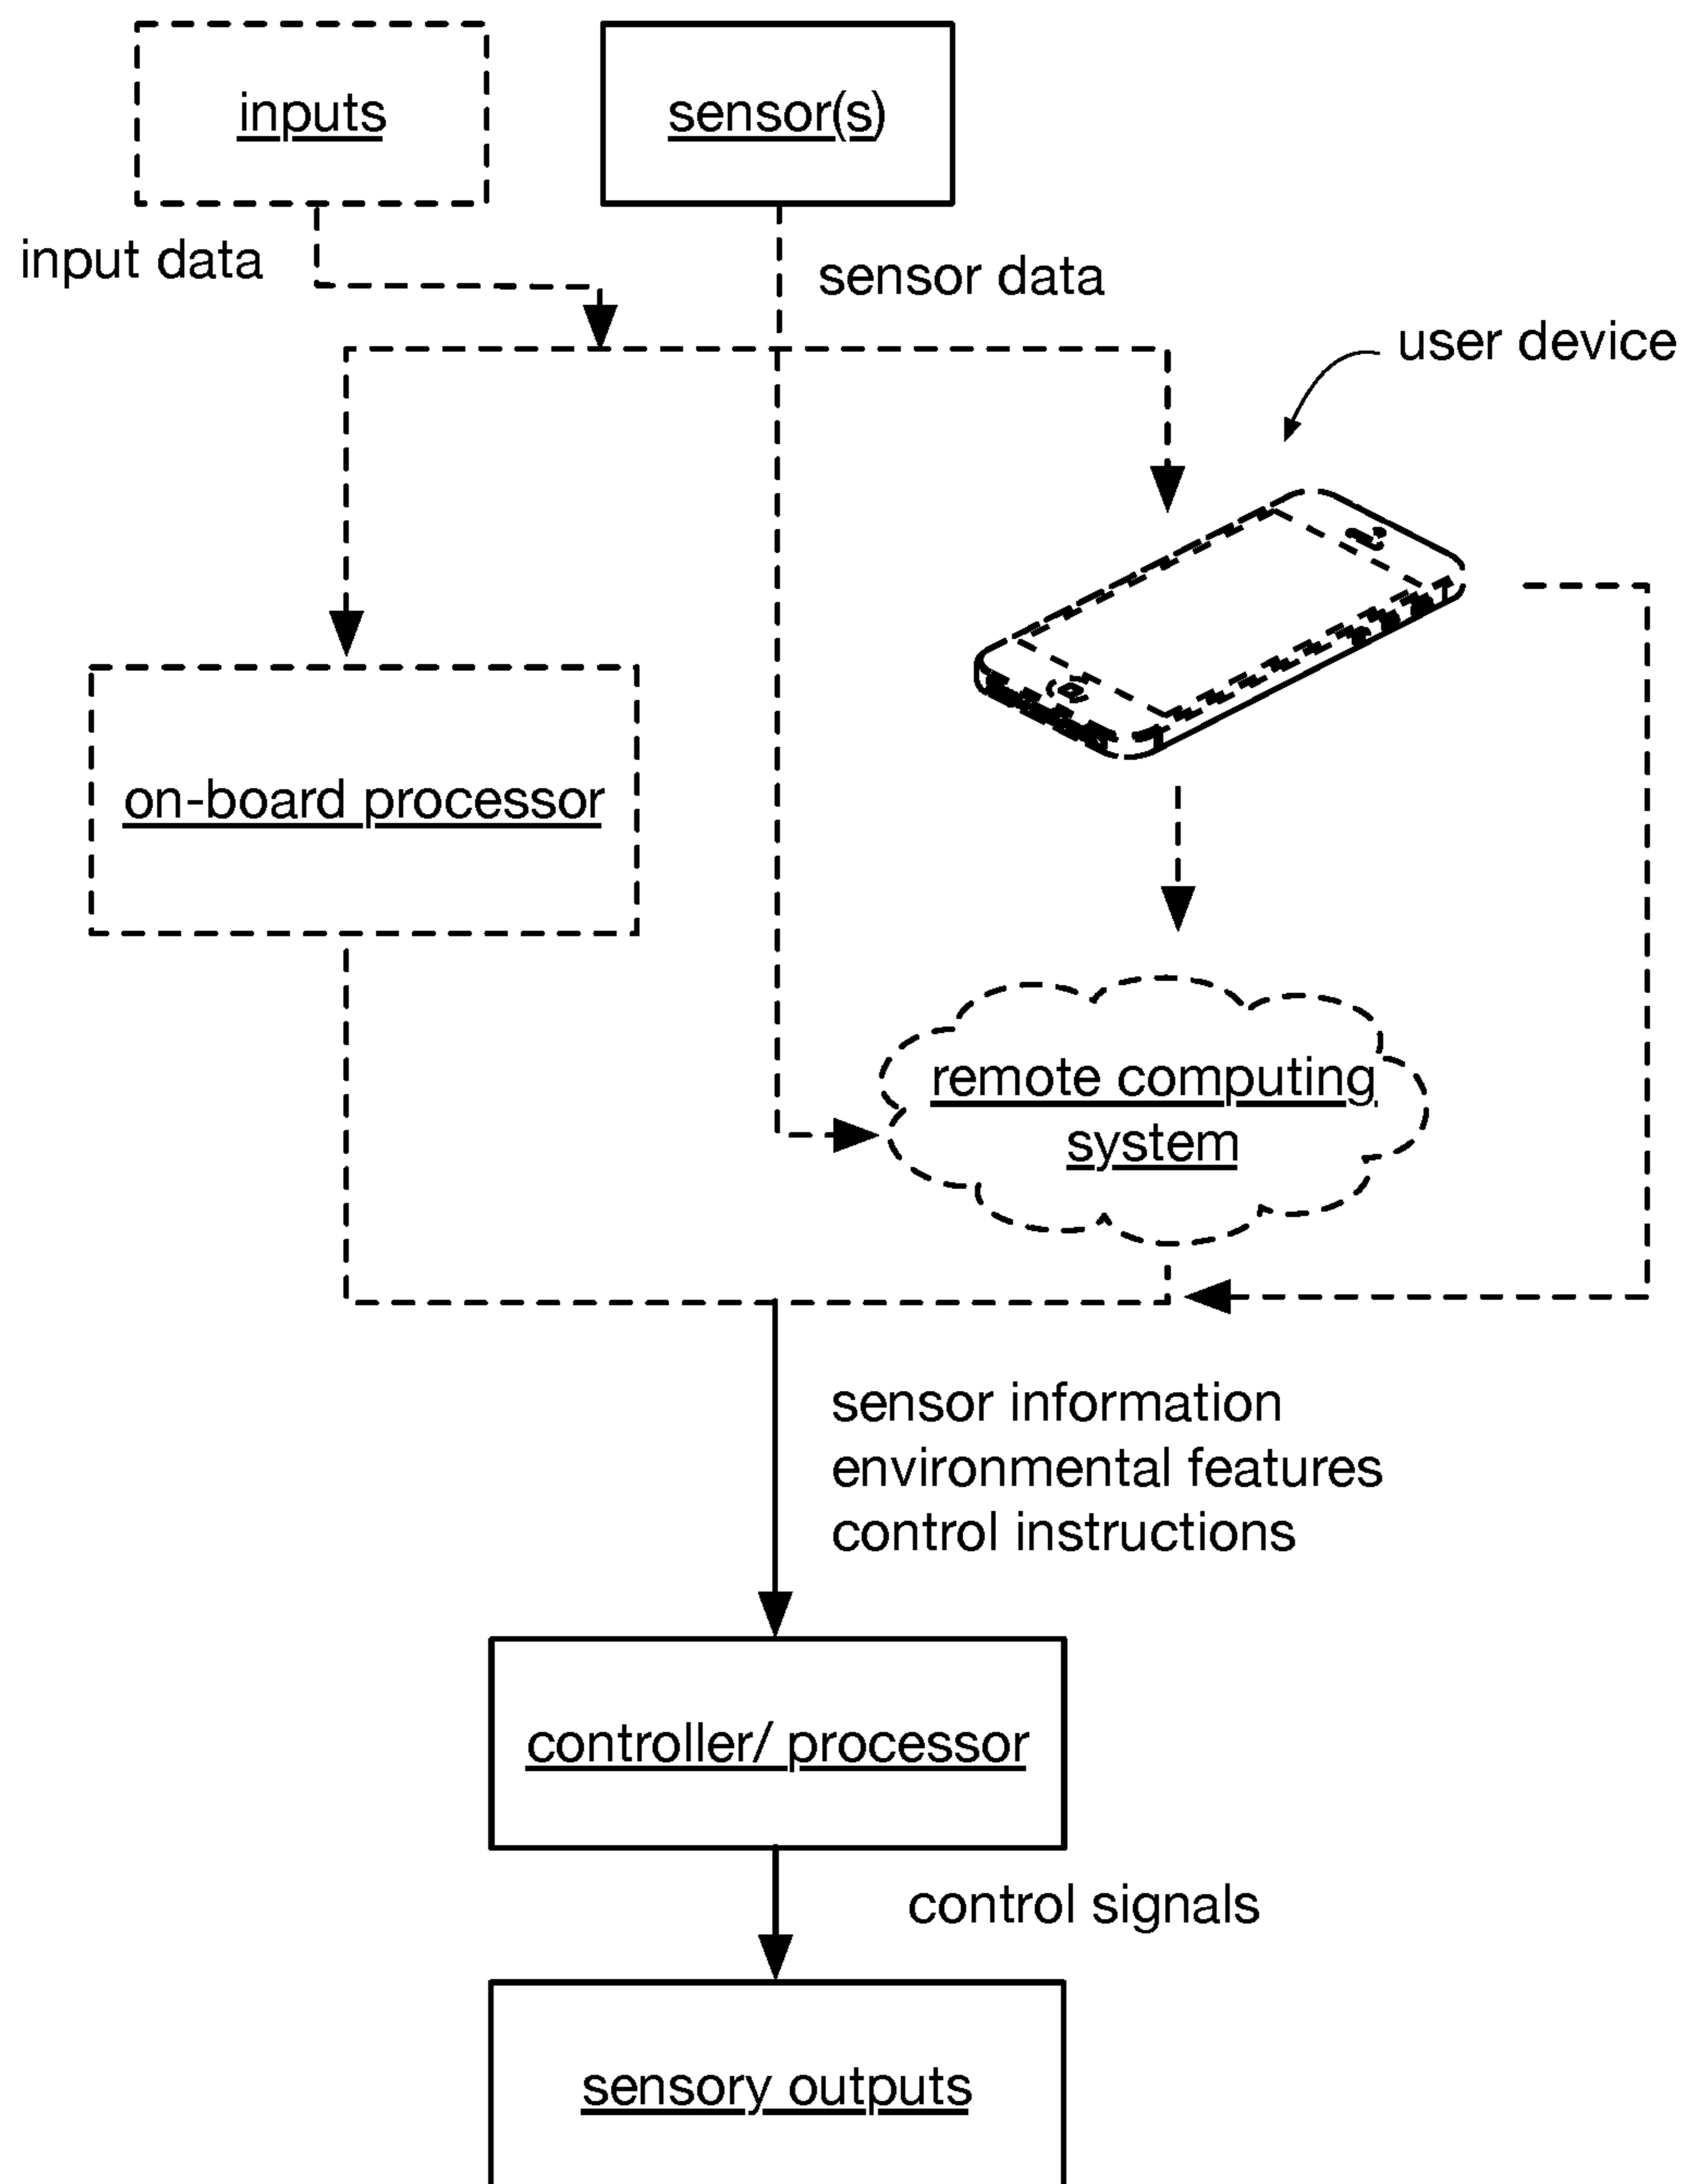 inputs
sensor(s)
input data
sensor data
user device
on-board processor
remote computing
system
sensor information
environmental features
control instructions
controller/ processor
control signals
sensory outputs